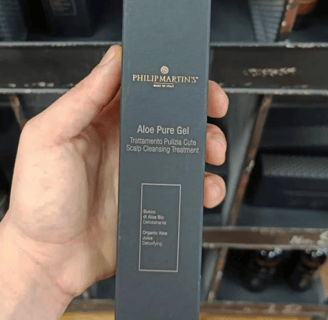 PHILIP MARTIN'S
MADE IN ITALY
Aloe Pure Gel
Trattamento Pulizia Cute
Scalp Cleansing Treatment
Succo
di Aloe Bio
Detossinante
Organic Aloe
Juice
Detoxifying